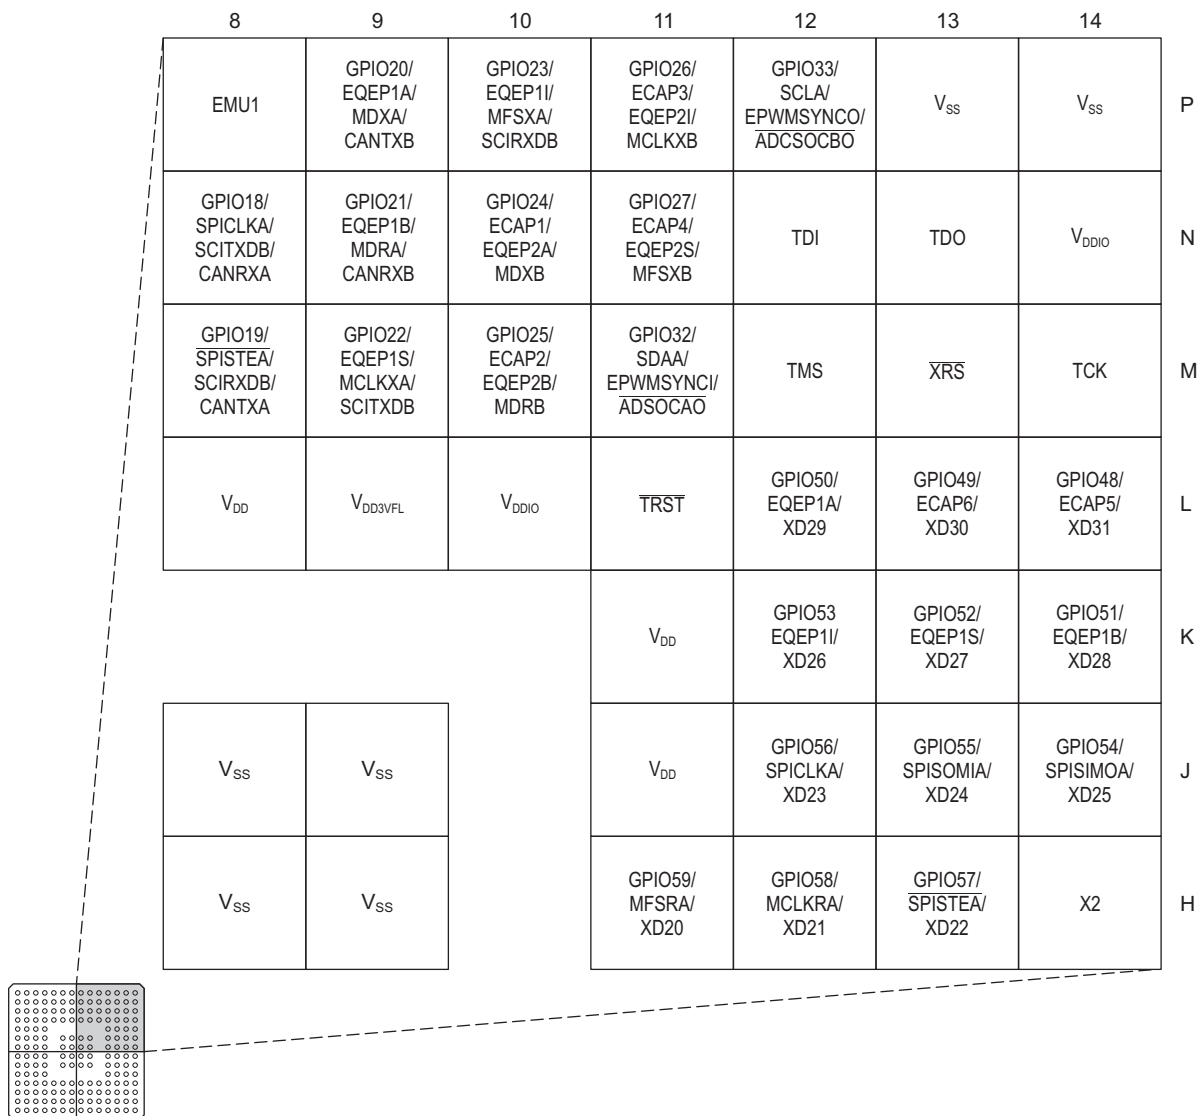 8 9 10 11 12 13 14
EMU1
GPIO20/
EQEP1A/
MDXA/
CANTXB
GPIO23/
EQEP1I/
MFSXA/
SCIRXDB
GPIO26/
ECAP3/
EQEP2I/
MCLKXB
GPIO33/
SCLA/
EPWMSYNCO/
ADCSOCBO
VSS
VSS
P
GPIO18/
SPICLKA/
SCITXDB/
CANRXA
GPIO21/
EQEP1B/
MDRA/
CANRXB
GPIO24/
ECAP1/
EQEP2A/
MDXB
GPIO27/
ECAP4/
EQEP2S/
MFSXB
TDI
TDO
VDDIO
N
GPIO19/
SPISTEA/
SCIRXDB/
CANTXA
GPIO22/
EQEP1S/
MCLKXA/
SCITXDB
GPIO25/
ECAP2/
EQEP2B/
MDRB
GPIO32/
SDAA/
EPWMSYNCI/
ADSOCAO
TMS
XRS
TCK
M
VDD
VDD3VFL
VDDIO
TRST
GPIO50/
EQEP1A/
XD29
GPIO49/
ECAP6/
XD30
GPIO48/
ECAP5/
XD31
L
VDD
GPIO53
EQEP1I/
XD26
GPIO52/
EQEP1S/
XD27
GPIO51/
EQEP1B/
XD28
K
VSS
VSS
VDD
GPIO56/
SPICLKA/
XD23
GPIO55/
SPISOMIA/
XD24
GPIO54/
SPISIMOA/
XD25
J
VSS
VSS
GPIO59/
MFSRA/
XD20
GPIO58/
MCLKRA/
XD21
GPIO57/
SPISTEA/
XD22
X2
H